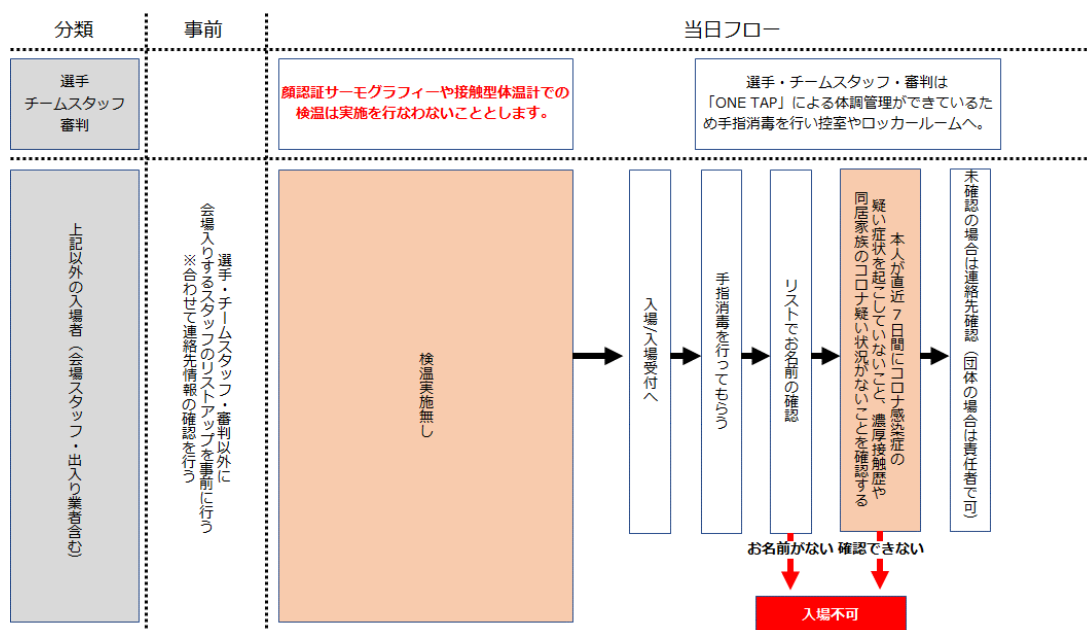 分類
事前
当日フロー
選手
チームスタッフ
審判
顔認証サーモグラフィーや接触型体温計での
検温は実施を行なわないこととします。
選手・チームスタッフ・審判は
「ONE TAP」による体調管理ができているた
め手指消毒を行い控室やロッカールームへ。
上記以外の入場者（会場スタッフ・出入り業者含む）
選手・チームスタッフ・審判以外に
会場入りするスタッフのリストアップを事前に行う
※合わせて連絡先情報の確認を行う
検温実施無し
入場/入場受付へ
手指消毒を行ってもらう
リストでお名前の確認
本人が直近７日間にコロナ感染症の
疑い症状を起こしていないこと、濃厚接触歴や
同居家族のコロナ疑い状況がないことを確認する
未確認の場合は連絡先確認（団体の場合は責任者で可）
お名前がない
確認できない
入場不可